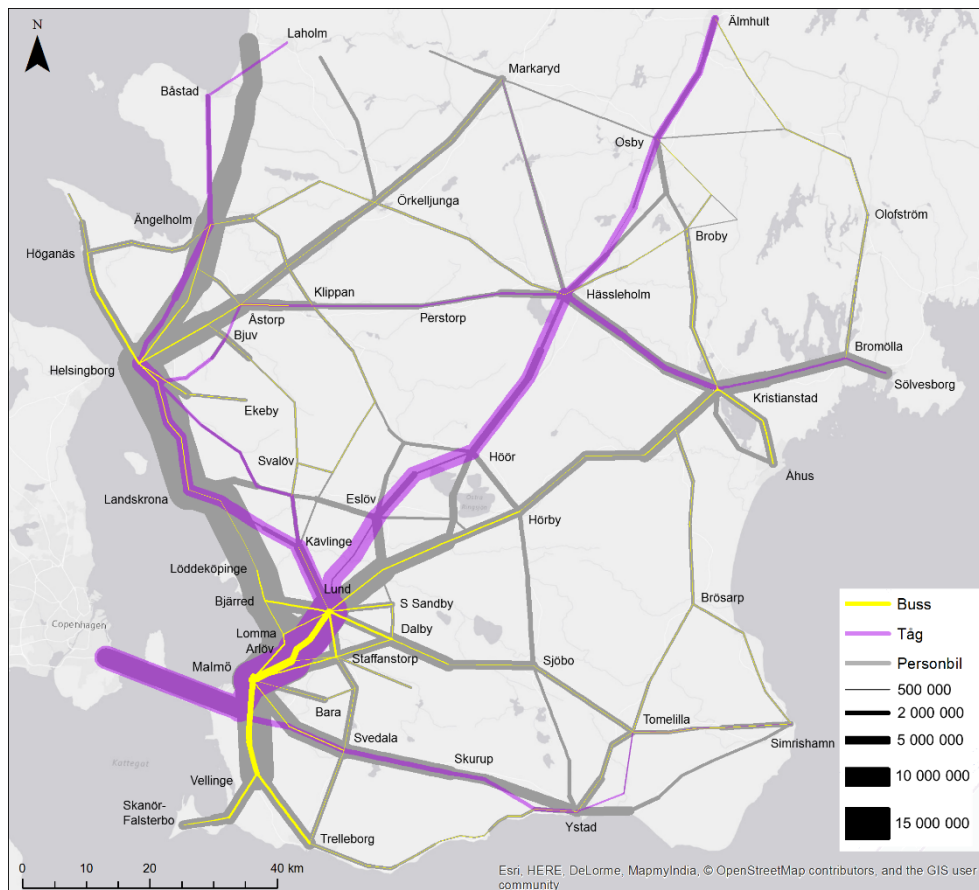 N
Laholm
Älmhult
Markaryd
Båstad
Osby
Örkelljunga
Olofström
Ängelholm
Broby
Höganäs
Klippan
Hässleholm
Åstorp
Perstorp
Bjuv
Bromölla
Helsingborg
Sölvesborg
Kristianstad
Ekeby
Svalöv
Höör
Åhus
Landskrona
Eslöv
Hörby
Kävlinge
Löddeköpinge
Lund
Bjärred
S Sandby
Brösarp
Copenhagen
Lomma
Dalby
Arlöv
Malmö
Staffanstorp
Sjöbo
Bara
Tomelilla
Svedala
Simrishamn
Skurup
Kattegat
Vellinge
Skanör-
Falsterbo
Ystad
Trelleborg
Buss
Tåg
Personbil
500 000
2 000 000
5 000 000
10 000 000
15 000 000
0 10 20 40 km
Esri, HERE, DeLorme, MapmyIndia, © OpenStreetMap contributors, and the GIS user
community